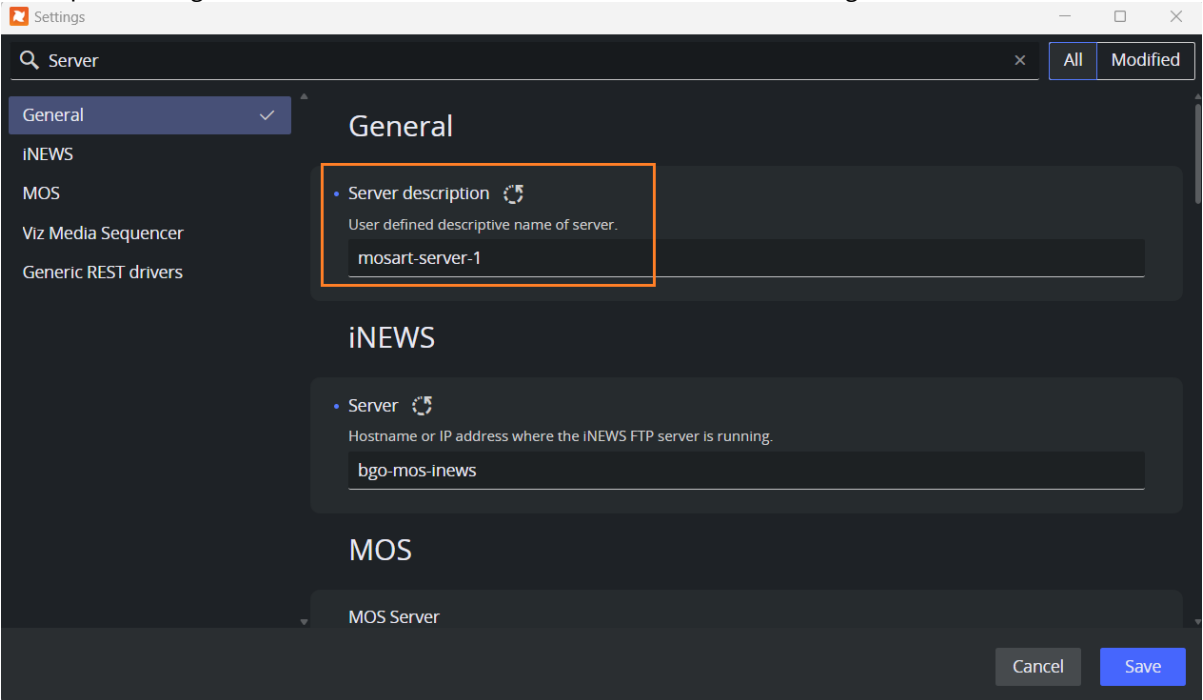 Settings
Server
All
Modified
General
iNEWS
MOS
Viz Media Sequencer
Generic REST drivers
General
Server description
User defined descriptive name of server.
mosart-server-1
iNEWS
Server
Hostname or IP address where the iNEWS FTP server is running.
bgo-mos-inews
MOS
MOS Server
Cancel
Save